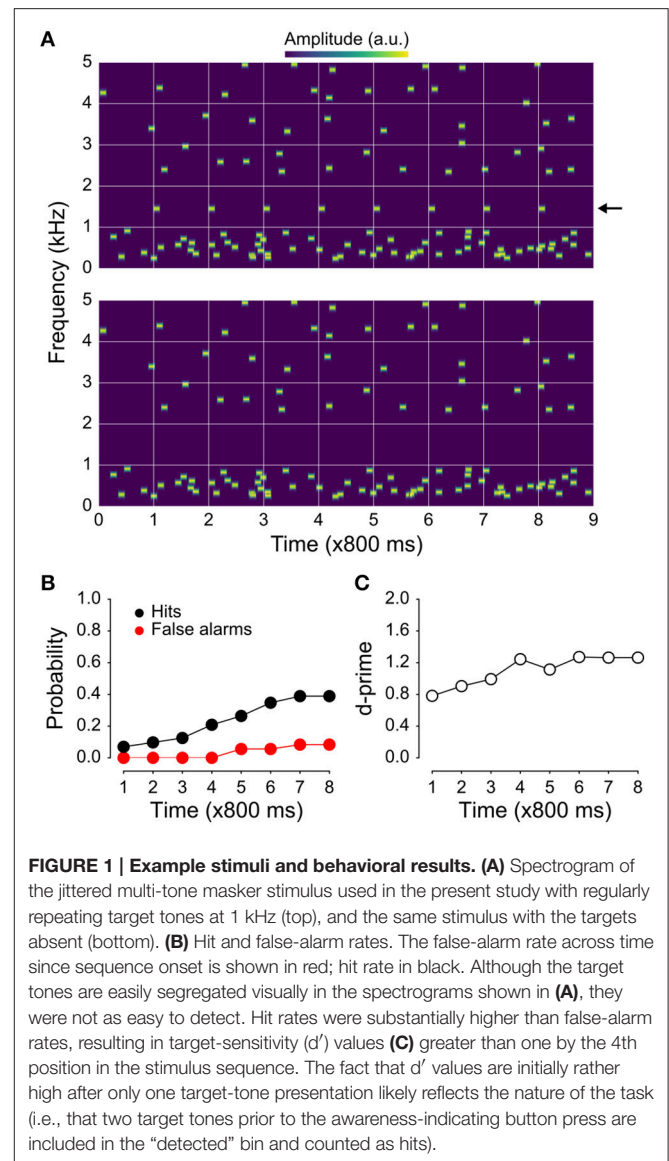 A
Amplitude (a.u.)
5
4
3
2
1
0
5
4
3
2
1
0
Frequency (kHz)
0 1 2 3 4 5 6 7 8 9
Time (x800 ms)
B
1.0
0.8
0.6
0.4
0.2
0.0
Probability
Hits
False alarms
1 2 3 4 5 6 7 8
Time (x800 ms)
C
2.0
1.6
1.2
0.8
0.4
0.0
d-prime
1 2 3 4 5 6 7 8
Time (x800 ms)
FIGURE 1 | Example stimuli and behavioral results. (A) Spectrogram of
the jittered multi-tone masker stimulus used in the present study with regularly
repeating target tones at 1 kHz (top), and the same stimulus with the targets
absent (bottom). (B) Hit and false-alarm rates. The false-alarm rate across time
since sequence onset is shown in red; hit rate in black. Although the target
tones are easily segregated visually in the spectrograms shown in (A), they
were not as easy to detect. Hit rates were substantially higher than false-alarm
rates, resulting in target-sensitivity (d′) values (C) greater than one by the 4th
position in the stimulus sequence. The fact that d′ values are initially rather
high after only one target-tone presentation likely reflects the nature of the task
(i.e., that two target tones prior to the awareness-indicating button press are
included in the “detected” bin and counted as hits).